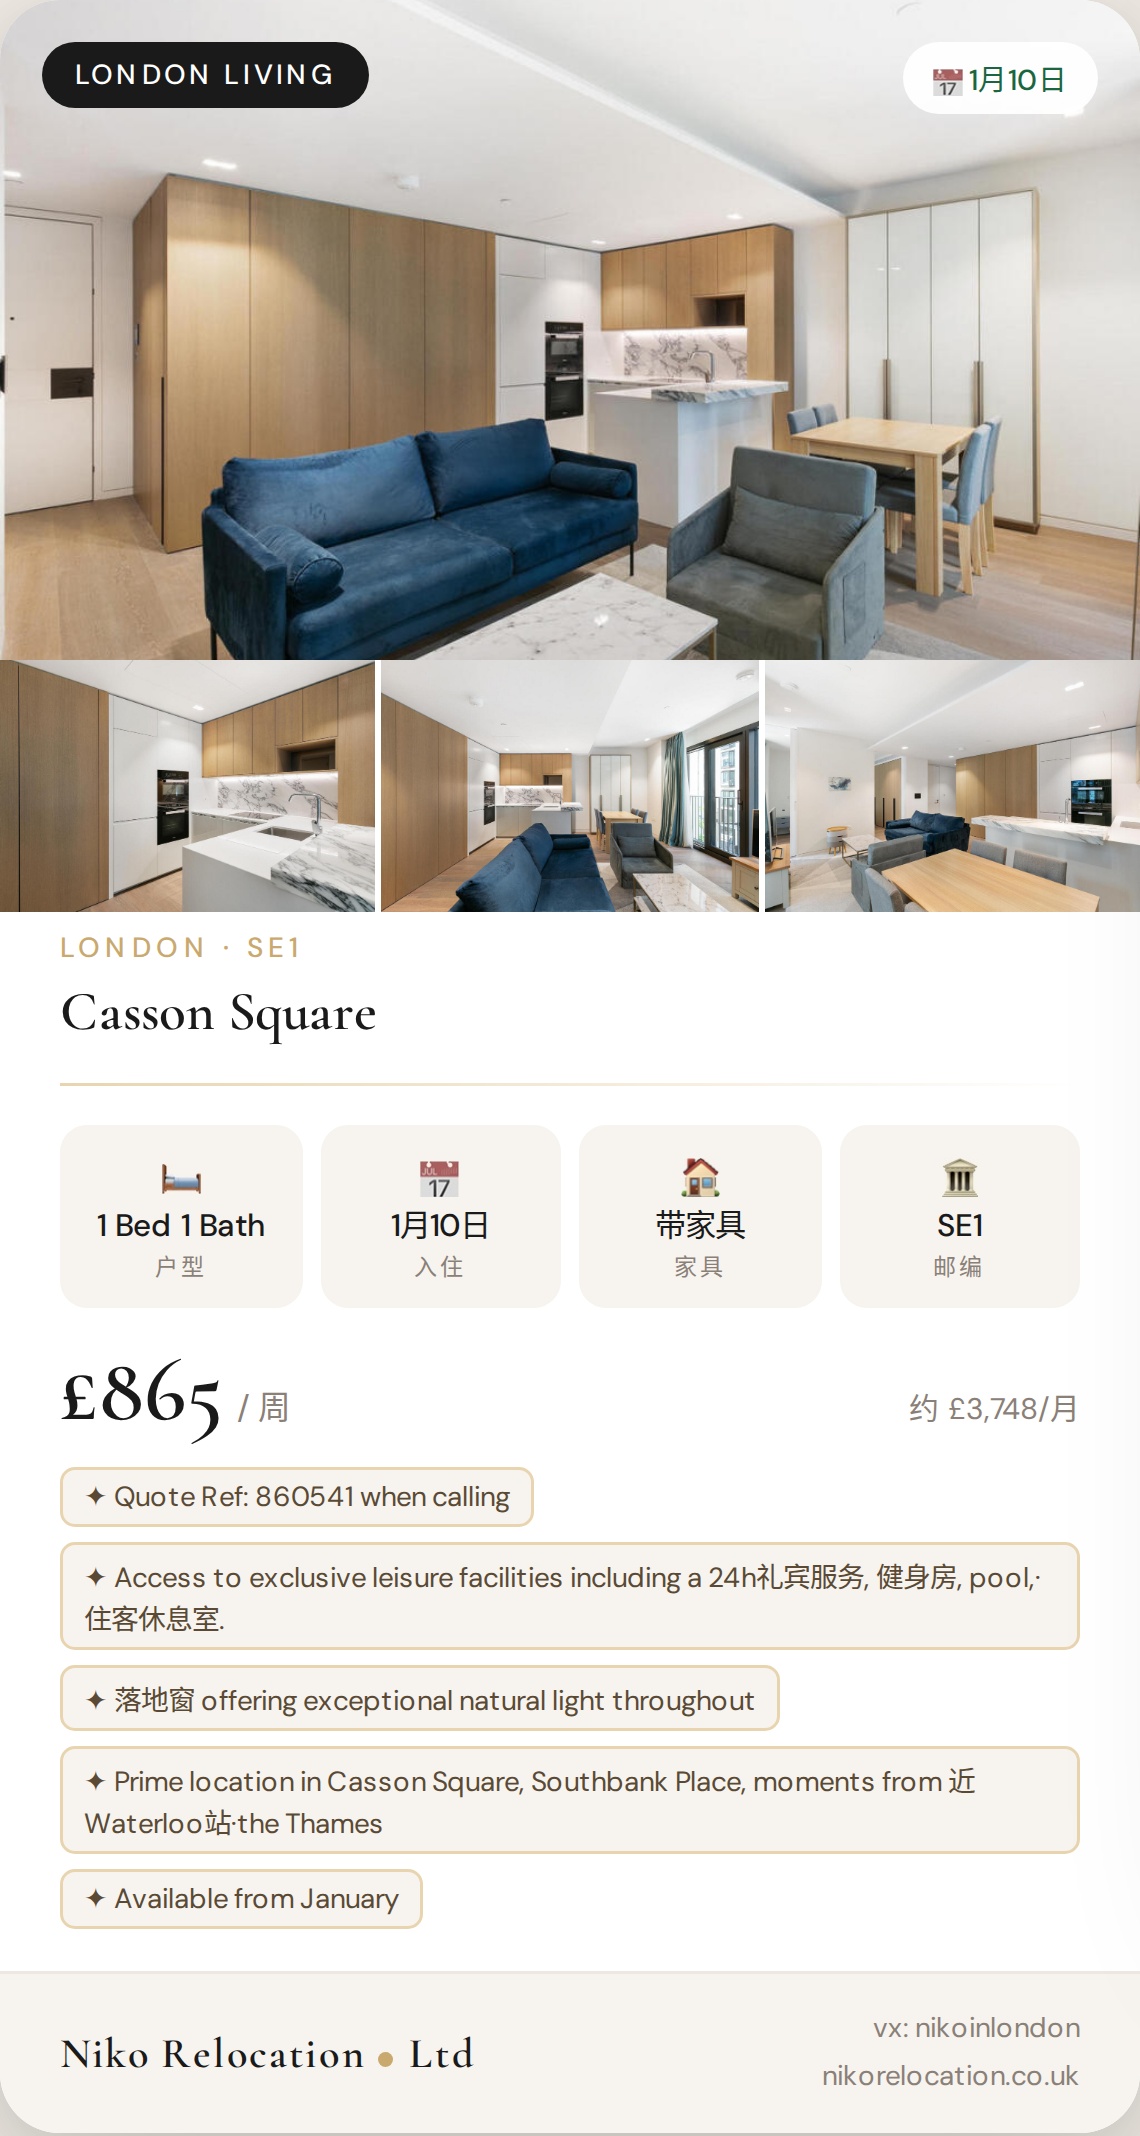 LONDON LIVING
1月10日
LONDON · SE1
Casson Square
1 Bed 1 Bath
户型
1月10日
入住
带家具
家具
SE1
邮编
£865 / 周
约 £3,748/月
✦ Quote Ref: 860541 when calling
✦ Access to exclusive leisure facilities including a 24h礼宾服务, 健身房, pool,·
住客休息室.
✦ 落地窗 offering exceptional natural light throughout
✦ Prime location in Casson Square, Southbank Place, moments from 近
Waterloo站·the Thames
✦ Available from January
Niko Relocation ● Ltd
vx: nikoinlondon
nikorelocation.co.uk